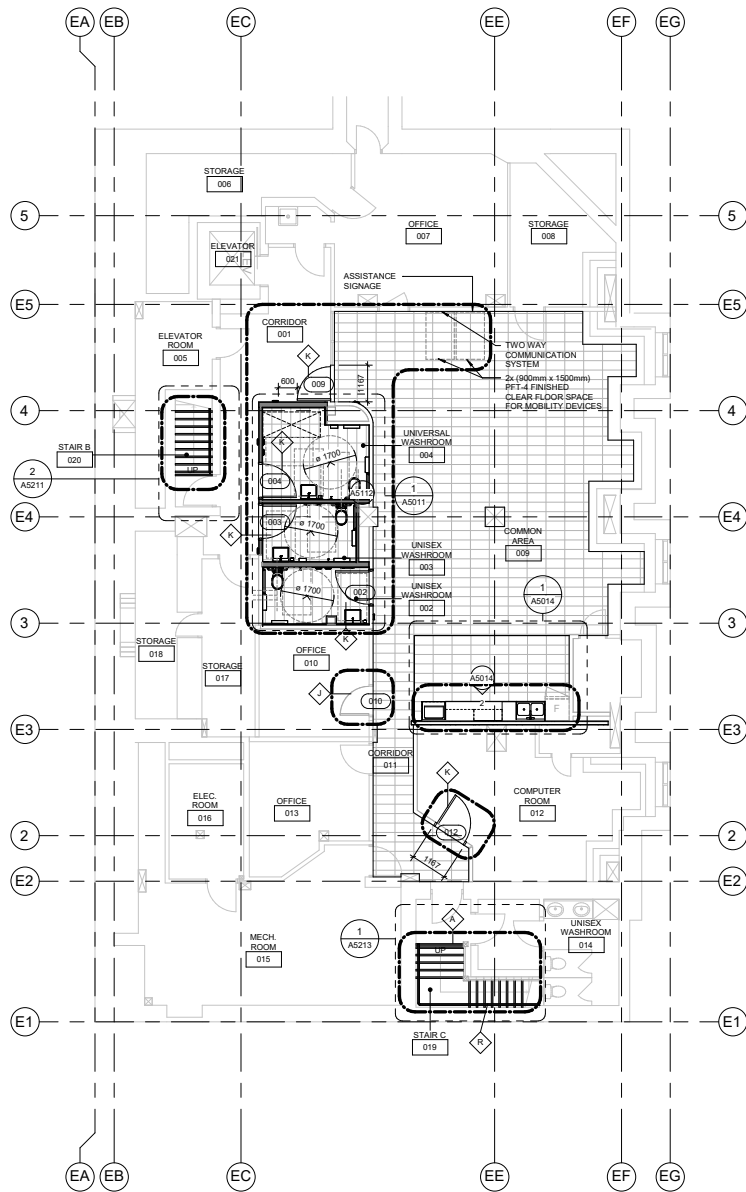 EA
EB
EC
EE
EF
EG
STORAGE
006
5
5
OFFICE
007
STORAGE
008
ELEVATOR
021
ASSISTANCE
SIGNAGE
E5
E5
CORRIDOR
001
ELEVATOR
ROOM
005
TWO WAY
COMMUNICATION
SYSTEM
K
009
600
1167
2x (900mm x 1500mm)
PFT-4 FINISHED
CLEAR FLOOR SPACE
FOR MOBILITY DEVICES
4
4
STAIR B
020
UP
2
A5211
K
ø 1700
UNIVERSAL
WASHROOM
004
004
A5112
1
A5011
E4
E4
003
K
ø 1700
COMMON
AREA
009
UNISEX
WASHROOM
003
UNISEX
WASHROOM
002
ø 1700
002
1
A5014
3
3
K
STORAGE
018
STORAGE
017
OFFICE
010
A5014
2
J
010
F
E3
E3
CORRIDOR
011
K
ELEC.
ROOM
016
OFFICE
013
COMPUTER
ROOM
012
2
2
012
1167
E2
E2
A
UNISEX
WASHROOM
014
1
A5213
UP
MECH.
ROOM
015
E1
E1
STAIR C
019
R
EA
EB
EC
EE
EF
EG